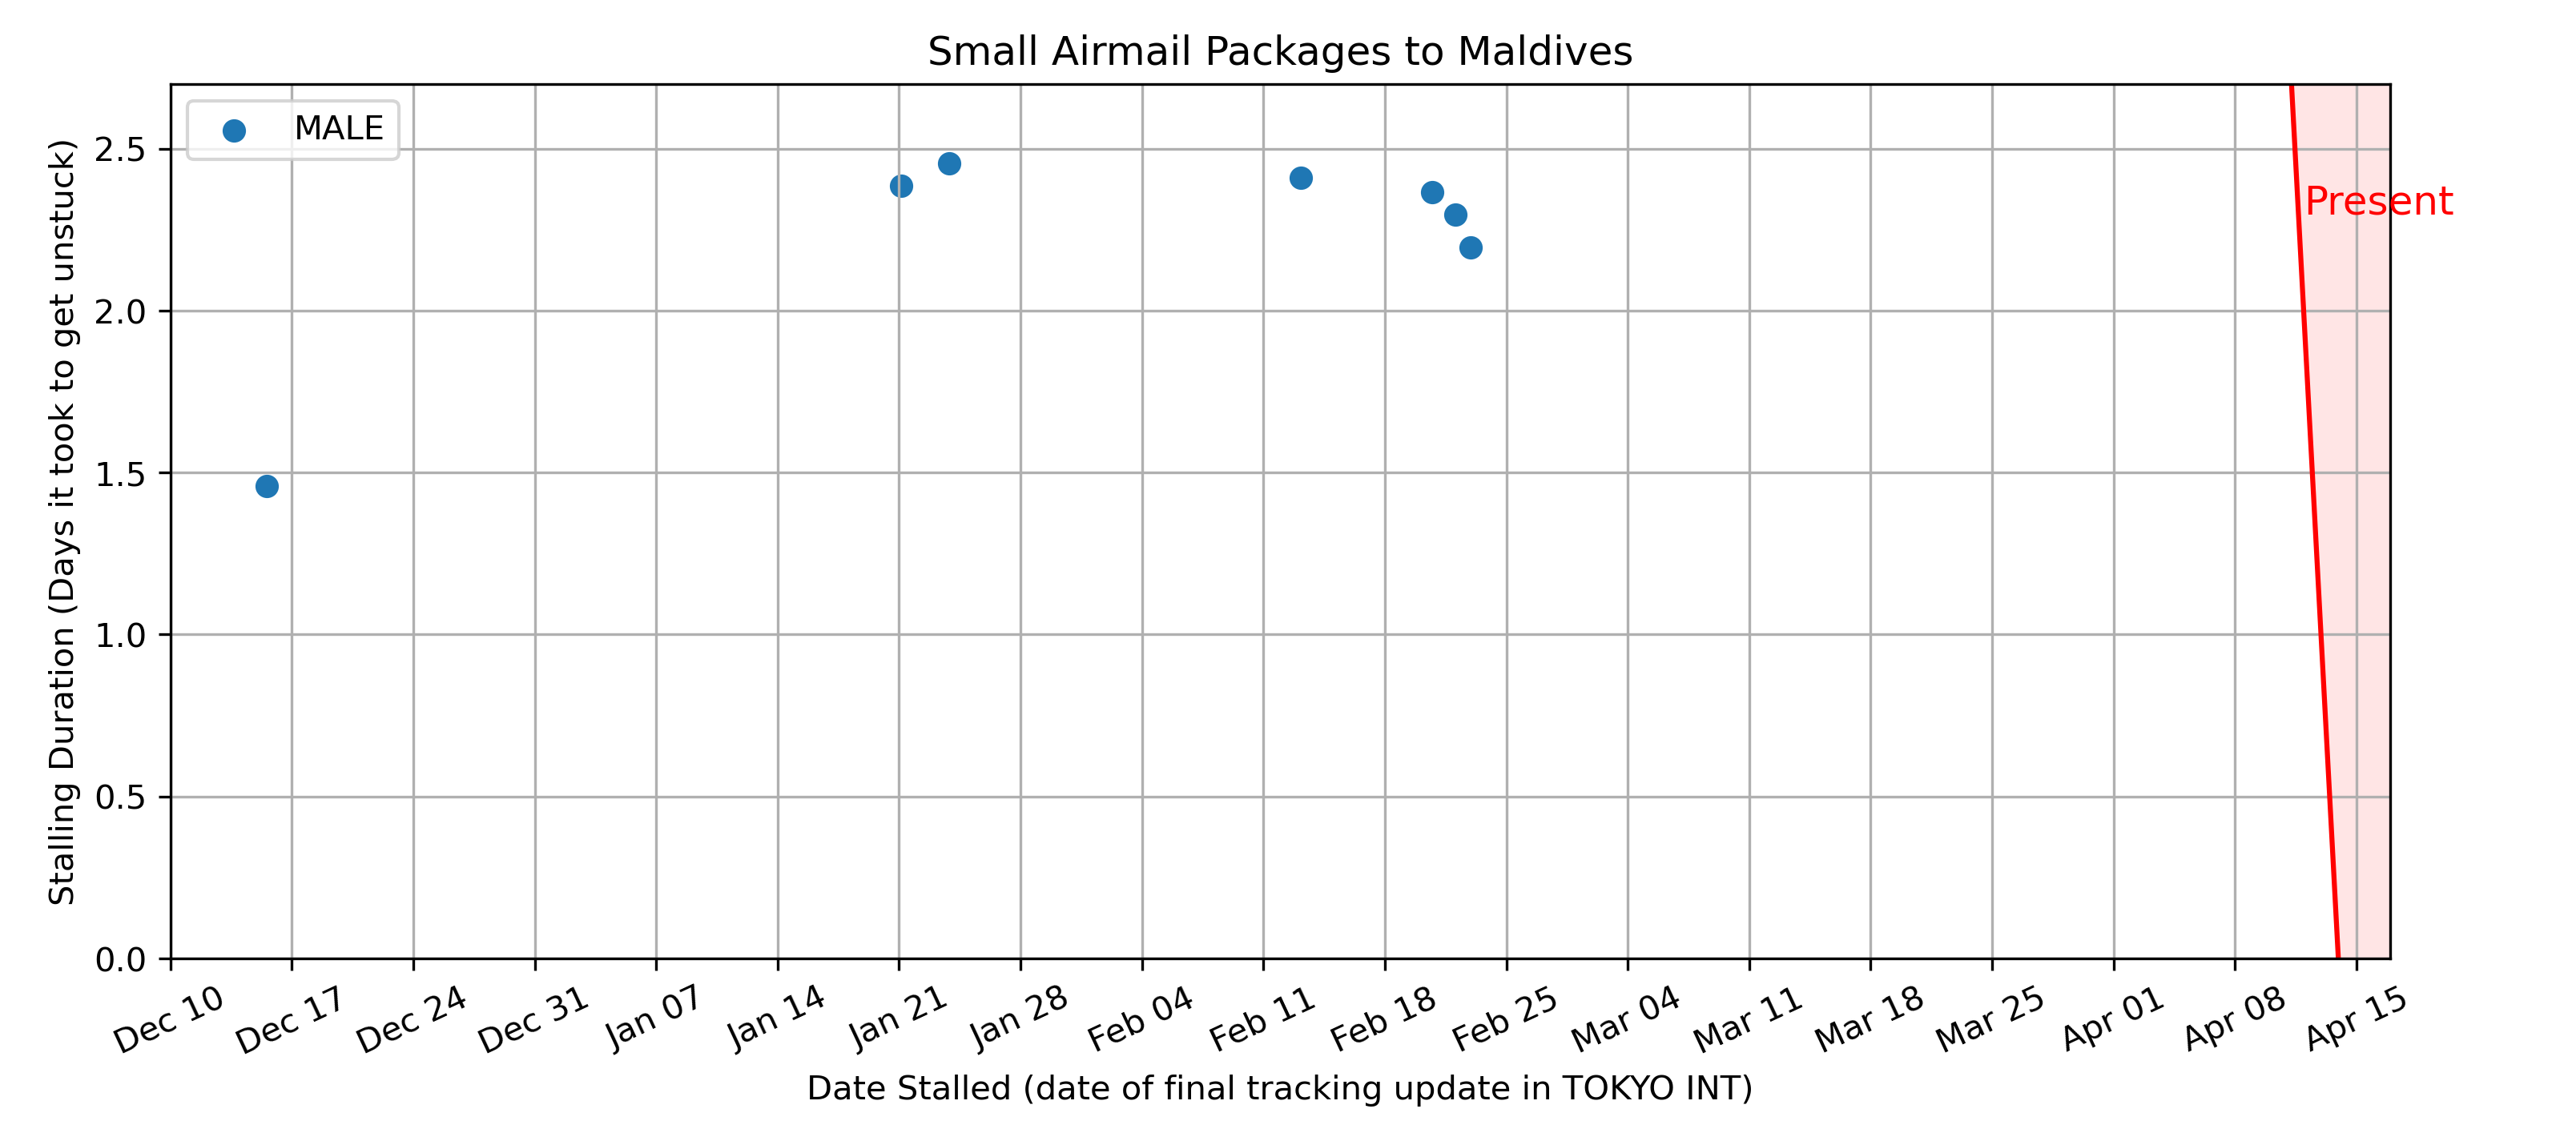 Small Airmail Packages to Maldives
MALE
Present
Stalling Duration (Days it took to get unstuck)
2.5
2.0
1.5
1.0
0.5
0.0
Dec 10 Dec 17 Dec 24 Dec 31 Jan 07 Jan 14 Jan 21 Jan 28 Feb 04 Feb 11 Feb 18 Feb 25 Mar 04 Mar 11 Mar 18 Mar 25 Apr 01 Apr 08 Apr 15
Date Stalled (date of final tracking update in TOKYO INT)